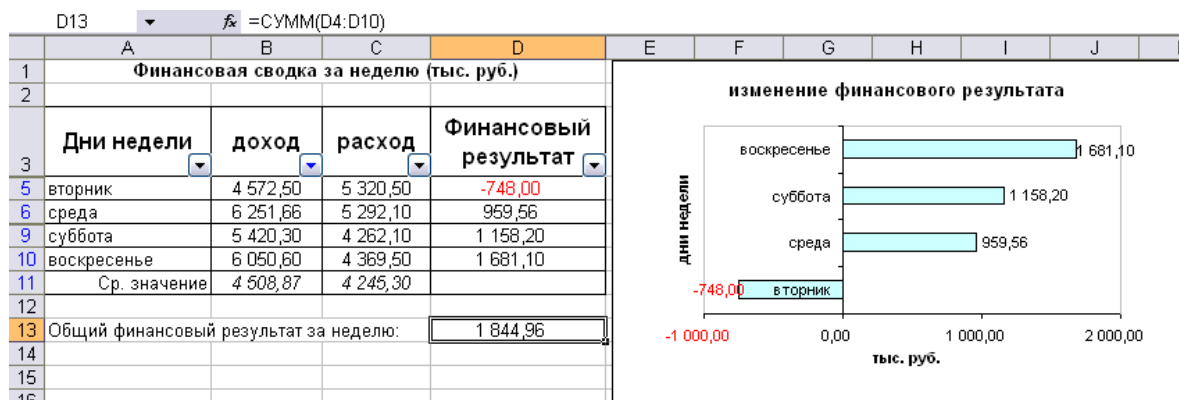 D13 fx =СУММ(D4:D10)
A B C D E F G H I J
1 Финансовая сводка за неделю (тыс. руб.)
2
3 Дни недели доход расход Финансовый результат
5 вторник 4 572,50 5 320,50 -748,00
6 среда 6 251,66 5 292,10 959,56
9 суббота 5 420,30 4 262,10 1 158,20
10 воскресенье 6 050,60 4 369,50 1 681,10
11 Ср. значение 4 508,87 4 245,30
12
13 Общий финансовый результат за неделю: 1 844,96
14
15
16
изменение финансового результата
дни недели
воскресенье 1 681,10
суббота 1 158,20
среда 959,56
-748,00 вторник
-1 000,00 0,00 1 000,00 2 000,00
тыс. руб.